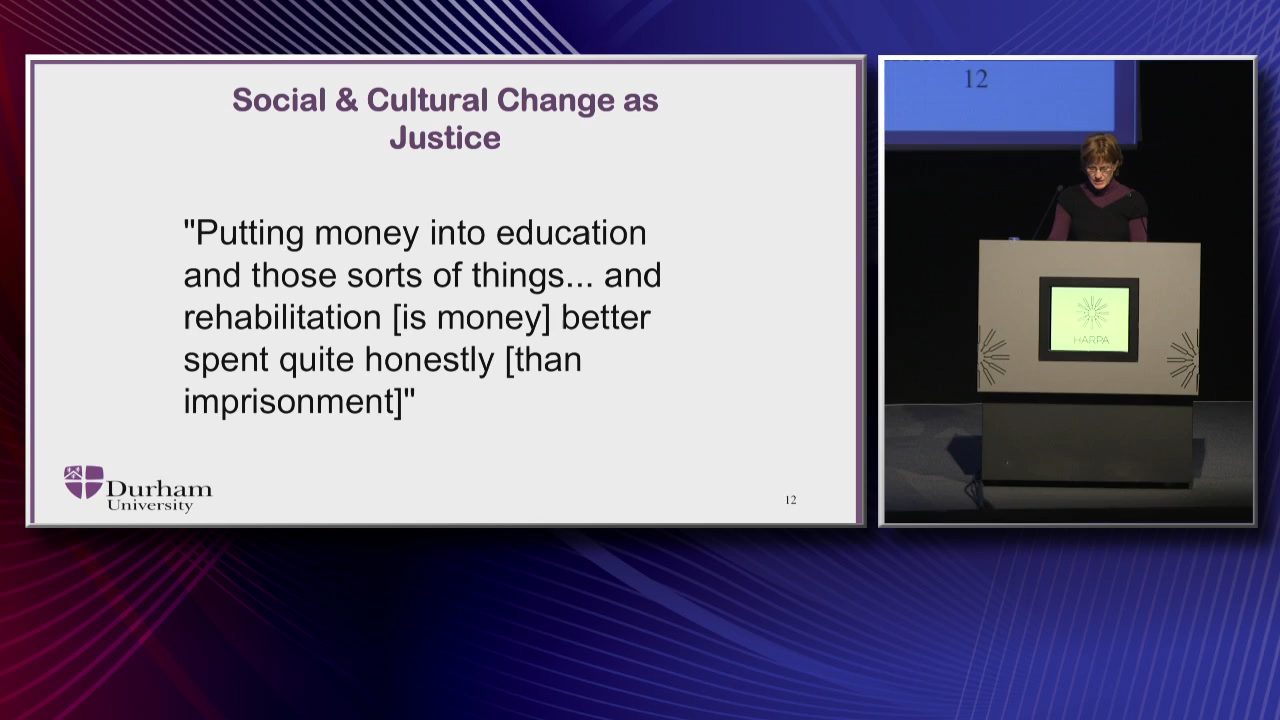 Social & Cultural Change as
Justice
"Putting money into education
and those sorts of things... and
rehabilitation [is money] better
spent quite honestly [than
imprisonment]"
Durham
University
12
12
HARPA